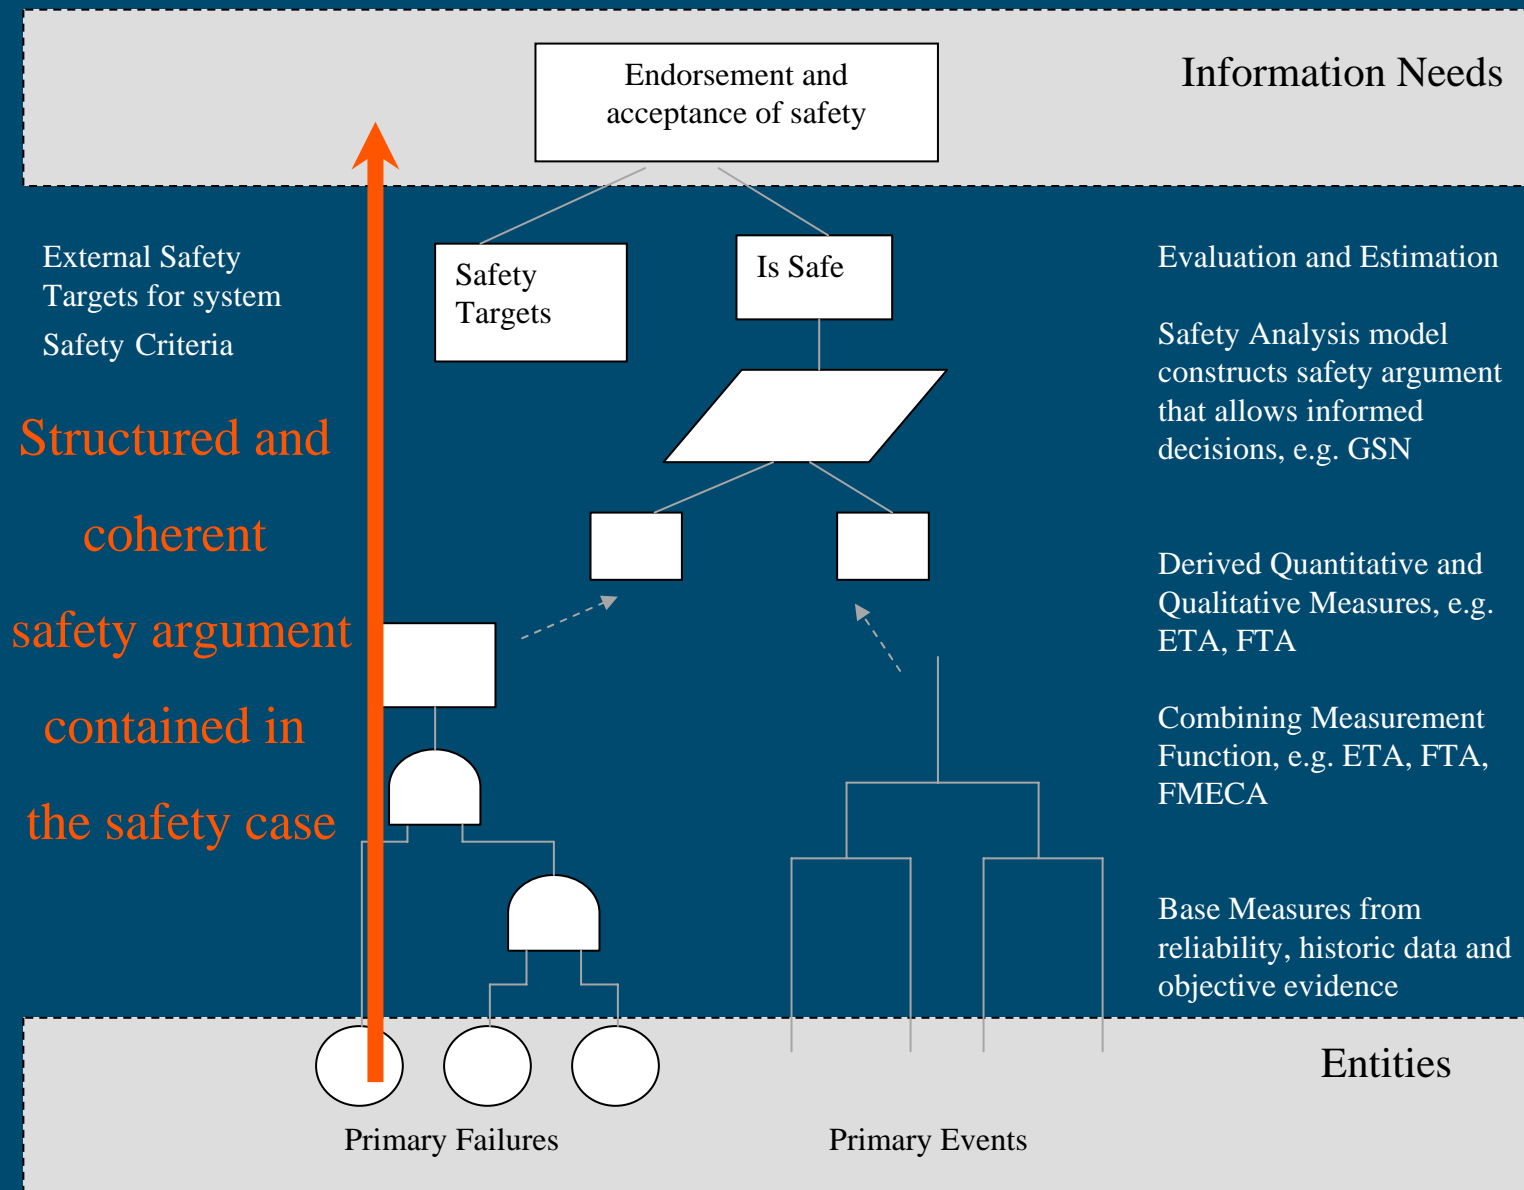 Information Needs
Endorsement and
acceptance of safety
External Safety
Targets for system
Safety Criteria
Safety
Targets
Is Safe
Evaluation and Estimation
Safety Analysis model
constructs safety argument
that allows informed
decisions, e.g. GSN
Structured and
coherent
safety argument
contained in
the safety case
Derived Quantitative and
Qualitative Measures, e.g.
ETA, FTA
Combining Measurement
Function, e.g. ETA, FTA,
FMECA
Base Measures from
reliability, historic data and
objective evidence
Entities
Primary Failures
Primary Events